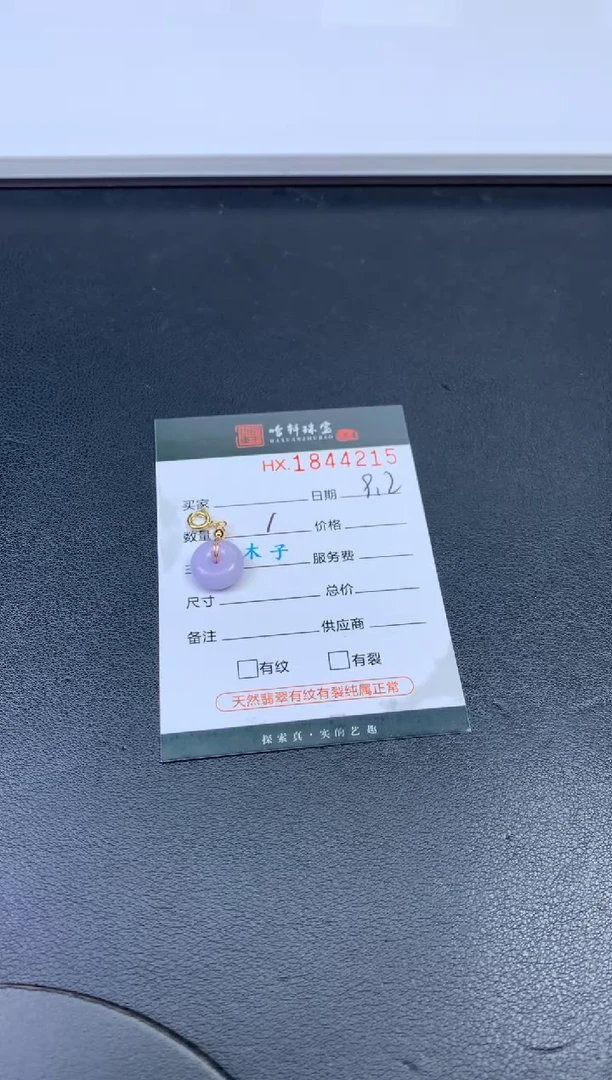 哈轩珠宝
HAXUANZHUBAO
HX.1844215
买家 日期 8.2
数量 1 价格
木子 服务费
尺寸 总价
备注 供应商
有纹 有裂
天然翡翠有纹有裂纯属正常
探索真·实的艺趣